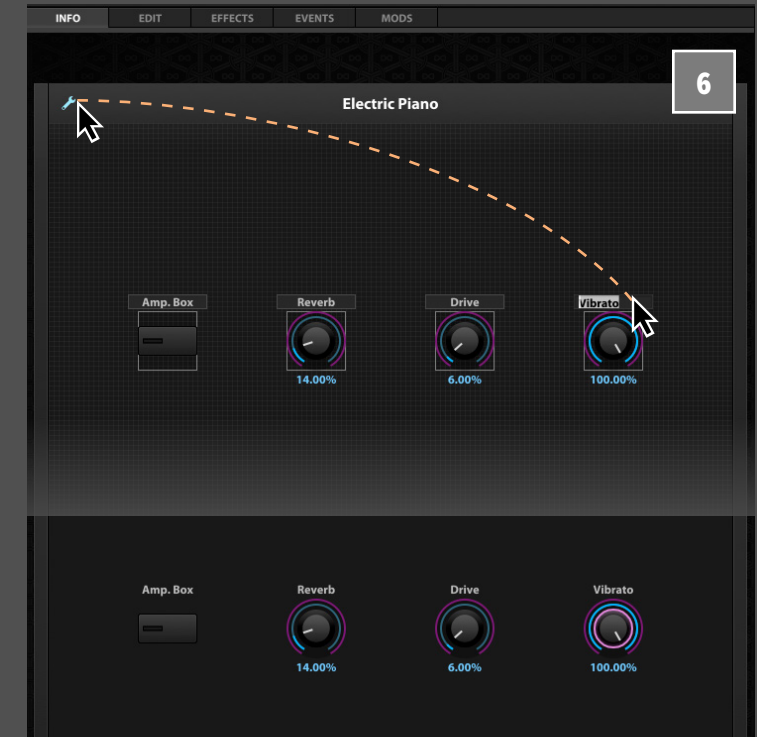 INFO EDIT EFFECTS EVENTS MODS
6
Electric Piano
Amp. Box Reverb Drive Vibrato
14.00% 6.00% 100.00%
Amp. Box Reverb Drive Vibrato
14.00% 6.00% 100.00%